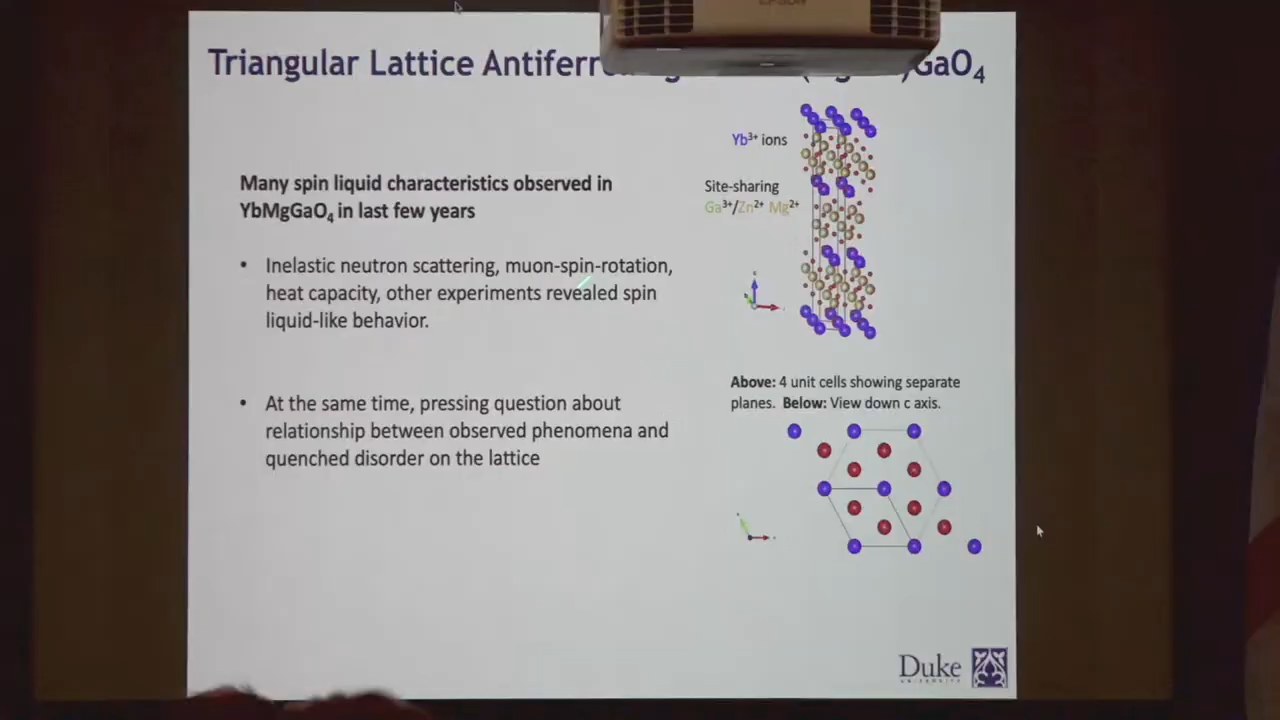 Triangular Lattice Antiferr GaO4
Yb3+ ions
Site-sharing
Ga3+/Zn2+ Mg2+
Many spin liquid characteristics observed in
YbMgGaO4 in last few years
• Inelastic neutron scattering, muon-spin-rotation,
heat capacity, other experiments revealed spin
liquid-like behavior.
Above: 4 unit cells showing separate
planes. Below: View down c axis.
• At the same time, pressing question about
relationship between observed phenomena and
quenched disorder on the lattice
Duke
UNIVERSITY